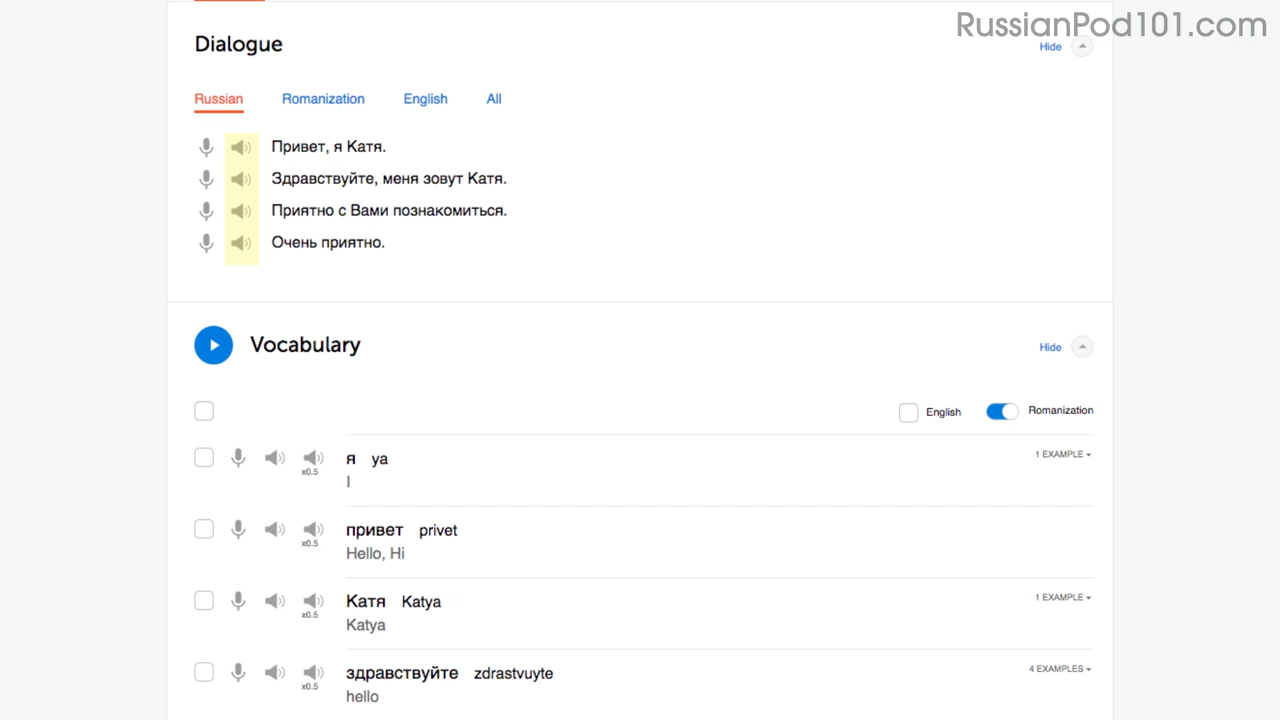 RussianPod101.com
Dialogue
Hide
Russian Romanization English All
Привет, я Катя.
Здравствуйте, меня зовут Катя.
Приятно с Вами познакомиться.
Очень приятно.
Vocabulary
Hide
English Romanization
я ya
1 EXAMPLE
x0.5
I
привет privet
x0.5
Hello, Hi
Катя Katya
1 EXAMPLE
x0.5
Katya
здравствуйте zdrastvuyte
4 EXAMPLES
x0.5
hello